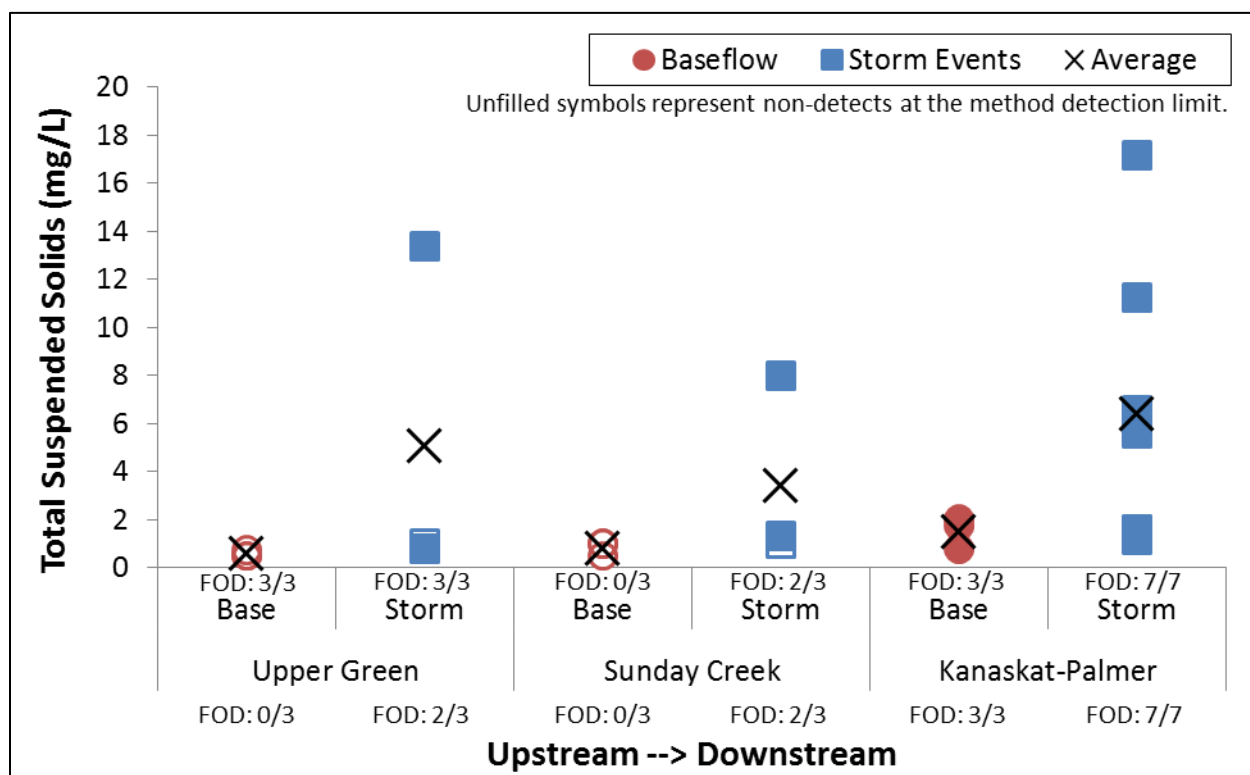 Baseflow Storm Events Average
Unfilled symbols represent non-detects at the method detection limit.
Total Suspended Solids (mg/L)
20
18
16
14
12
10
8
6
4
2
0
FOD: 3/3 FOD: 3/3 FOD: 0/3 FOD: 2/3 FOD: 3/3 FOD: 7/7
Base Storm Base Storm Base Storm
Upper Green Sunday Creek Kanaskat-Palmer
FOD: 0/3 FOD: 2/3 FOD: 0/3 FOD: 2/3 FOD: 3/3 FOD: 7/7
Upstream --> Downstream